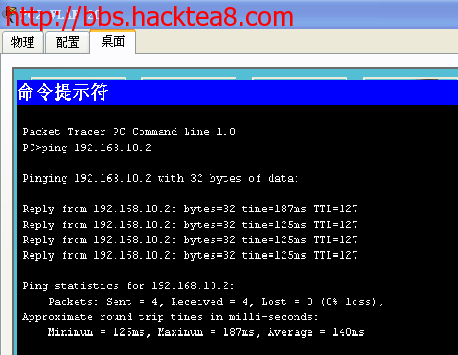 http://bbs.hacktea8.com
物理 配置 桌面
命令提示符
Packet Tracer PC Command Line 1.0
PC>ping 192.168.10.2
Pinging 192.168.10.2 with 32 bytes of data:
Reply from 192.168.10.2: bytes=32 time=187ms TTL=127
Reply from 192.168.10.2: bytes=32 time=125ms TTL=127
Reply from 192.168.10.2: bytes=32 time=125ms TTL=127
Reply from 192.168.10.2: bytes=32 time=125ms TTL=127
Ping statistics for 192.168.10.2:
Packets: Sent = 4, Received = 4, Lost = 0 (0% loss),
Approximate round trip times in milli-seconds:
Minimum = 125ms, Maximum = 187ms, Average = 140ms